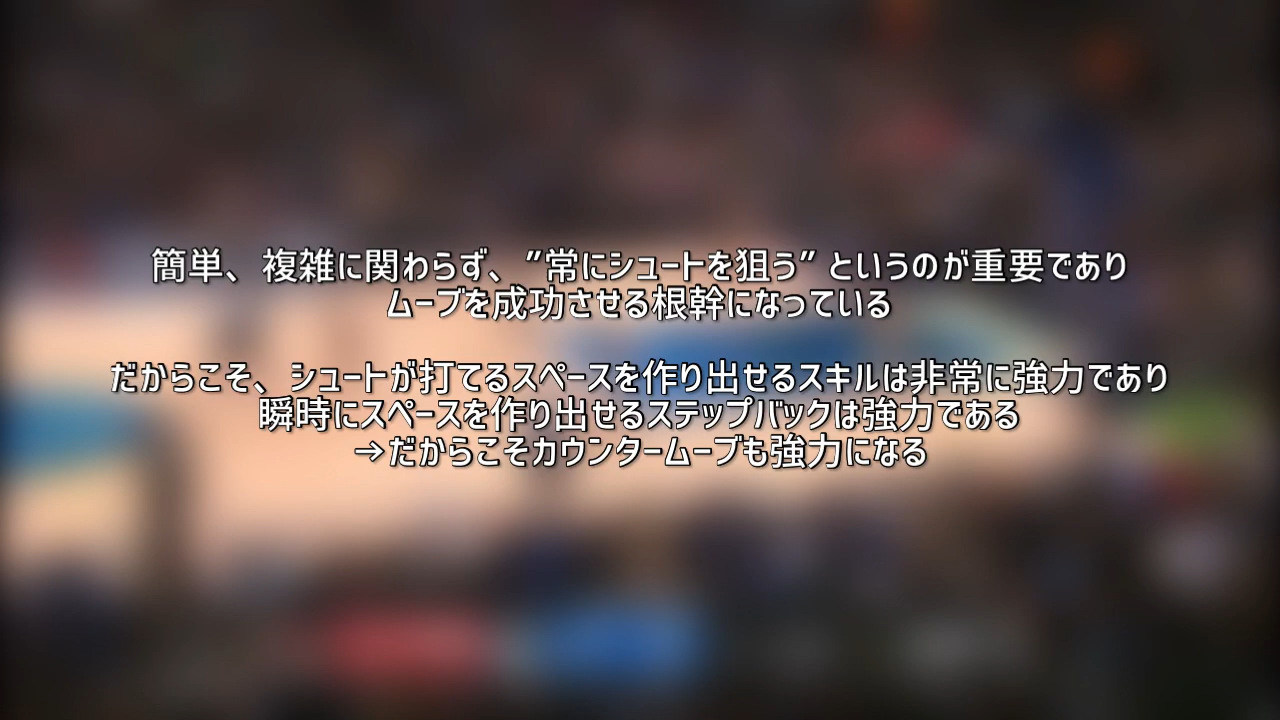 簡単、複雑に関わらず、”常にシュートを狙う” というのが重要であり
ムーブを成功させる根幹になっている
だからこそ、シュートが打てるスペースを作り出せるスキルは非常に強力であり
瞬時にスペースを作り出せるステップバックは強力である
→だからこそカウンタームーブも強力になる